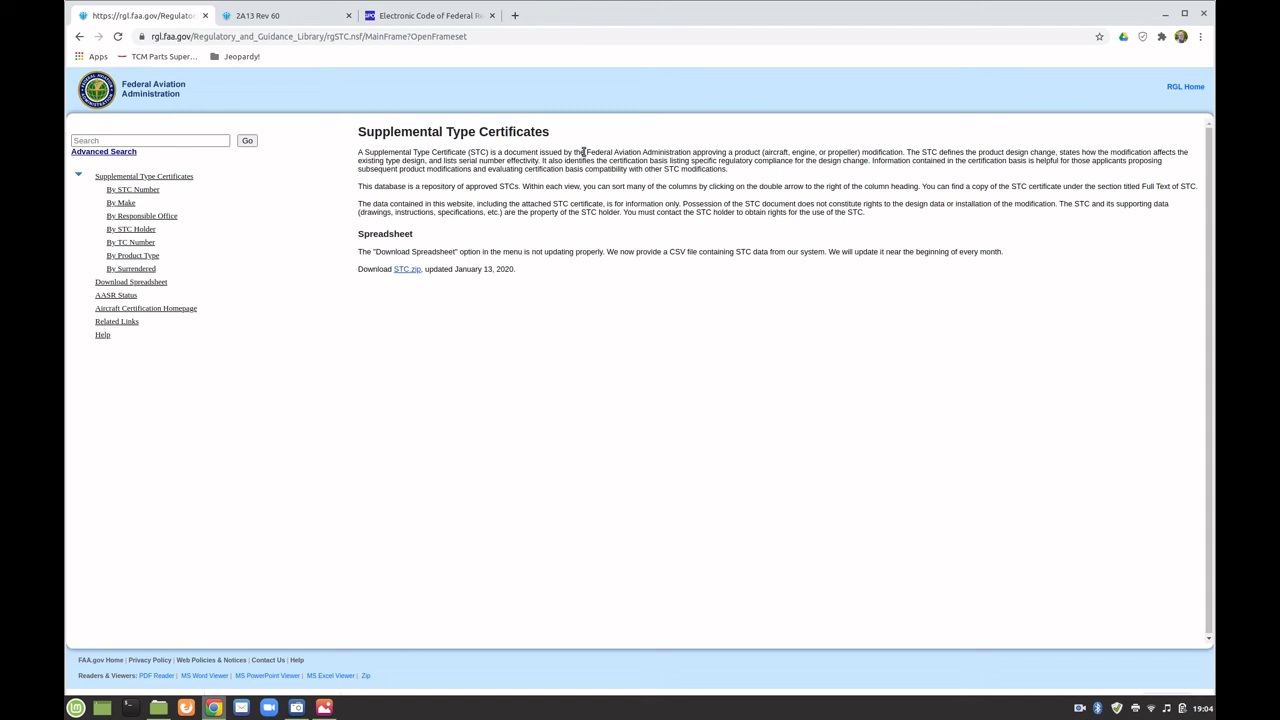 https://rgl.faa.gov/Regulator
2A13 Rev 60
Electronic Code of Federal Re
rgl.faa.gov/Regulatory_and_Guidance_Library/rgSTC.nsf/MainFrame?OpenFrameset
Apps
TCM Parts Super...
Jeopardy!
Federal Aviation
Administration
RGL Home
Search
Go
Advanced Search
Supplemental Type Certificates
By STC Number
By Make
By Responsible Office
By STC Holder
By TC Number
By Product Type
By Surrendered
Download Spreadsheet
AASR Status
Aircraft Certification Homepage
Related Links
Help
Supplemental Type Certificates
A Supplemental Type Certificate (STC) is a document issued by the Federal Aviation Administration approving a product (aircraft, engine, or propeller) modification. The STC defines the product design change, states how the modification affects the
existing type design, and lists serial number effectivity. It also identifies the certification basis listing specific regulatory compliance for the design change. Information contained in the certification basis is helpful for those applicants proposing
subsequent product modifications and evaluating certification basis compatibility with other STC modifications.
This database is a repository of approved STCs. Within each view, you can sort many of the columns by clicking on the double arrow to the right of the column heading. You can find a copy of the STC certificate under the section titled Full Text of STC.
The data contained in this website, including the attached STC certificate, is for information only. Possession of the STC document does not constitute rights to the design data or installation of the modification. The STC and its supporting data
(drawings, instructions, specifications, etc.) are the property of the STC holder. You must contact the STC holder to obtain rights for the use of the STC.
Spreadsheet
The "Download Spreadsheet" option in the menu is not updating properly. We now provide a CSV file containing STC data from our system. We will update it near the beginning of every month.
Download STC.zip, updated January 13, 2020.
FAA.gov Home | Privacy Policy | Web Policies & Notices | Contact Us | Help
Readers & Viewers: PDF Reader | MS Word Viewer | MS PowerPoint Viewer | MS Excel Viewer | Zip
19:04